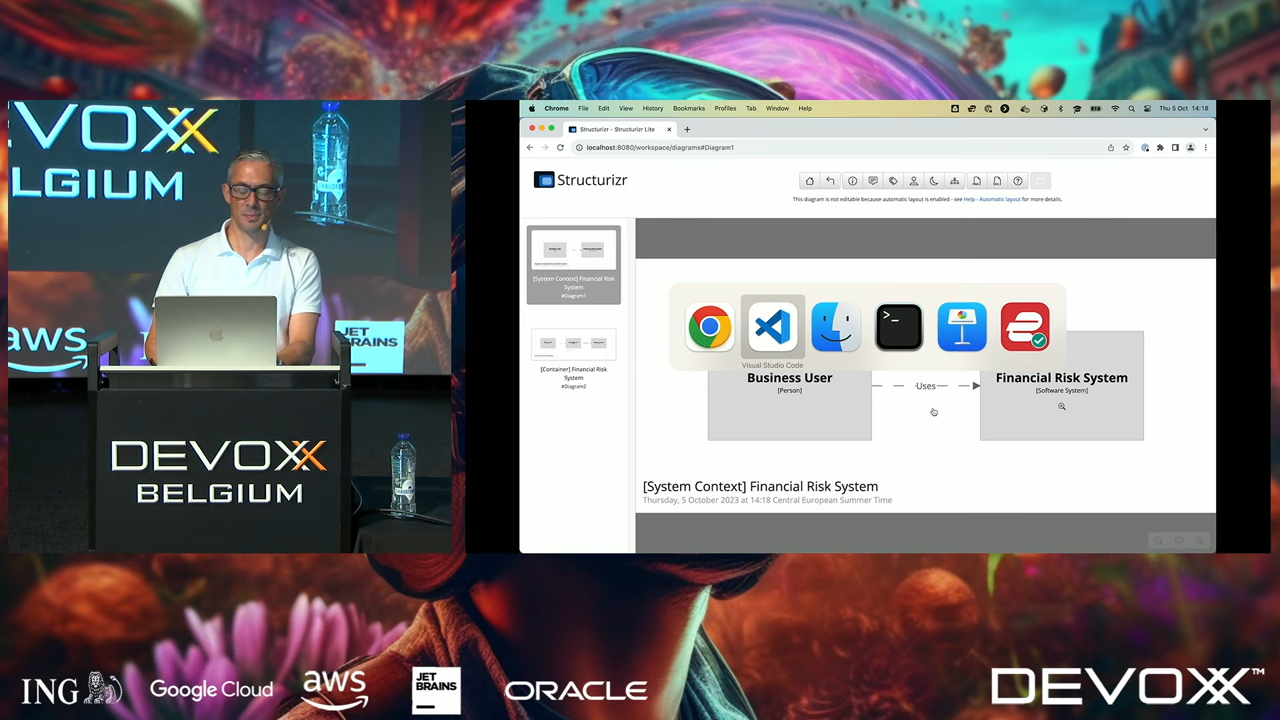 VOXX
LGIUM
aws
JET
BRAINS
DEVOXX
BELGIUM
Chrome File Edit View History Bookmarks Profiles Tab Window Help Thu 5 Oct 14:18
Structurizr - Structurizr Lite
localhost:8080/workspace/diagrams#Diagram1
Structurizr
This diagram is not editable because automatic layout is enabled - see Help - Automatic layout for more details.
[System Context] Financial Risk
System
#Diagram1
[Container] Financial Risk
System
#Diagram2
Visual Studio Code
Business User
[Person]
Uses
Financial Risk System
[Software System]
[System Context] Financial Risk System
Thursday, 5 October 2023 at 14:18 Central European Summer Time
ING
Google Cloud
aws
JET
BRAINS
ORACLE
DEVOXX™